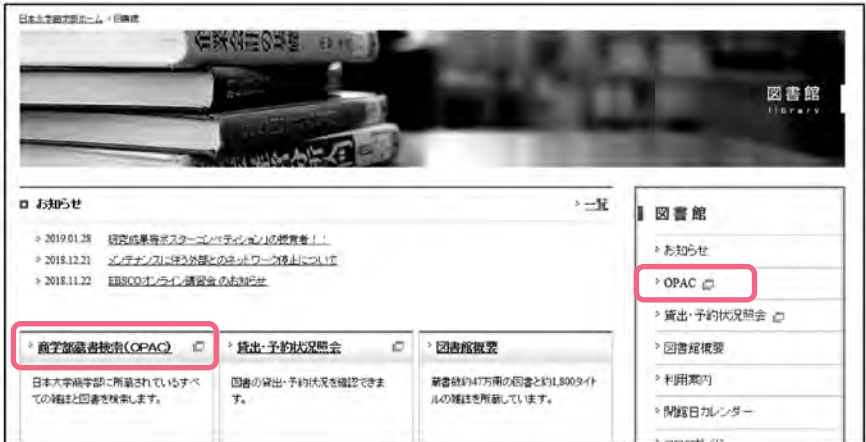 日本大学商学部ホーム > 図書館
図書館
library
お知らせ
> 一覧
> 2019.01.28 研究成果等ポスターコンペティション」の授賞者！！
> 2018.12.21 メンテナンスに伴う外部とのネットワーク停止について
> 2018.11.22 EBSCOオンライン講習会のお知らせ
> 商学部蔵書検索(OPAC)
日本大学商学部に所蔵されているすべ
ての雑誌と図書を検索します。
> 貸出・予約状況照会
図書の貸出・予約状況を確認できま
す。
> 図書館概要
蔵書数約47万冊の図書と約1,800タイト
ルの雑誌を所蔵しています。
図書館
> お知らせ
> OPAC
> 貸出・予約状況照会
> 図書館概要
> 利用案内
> 開館日カレンダー